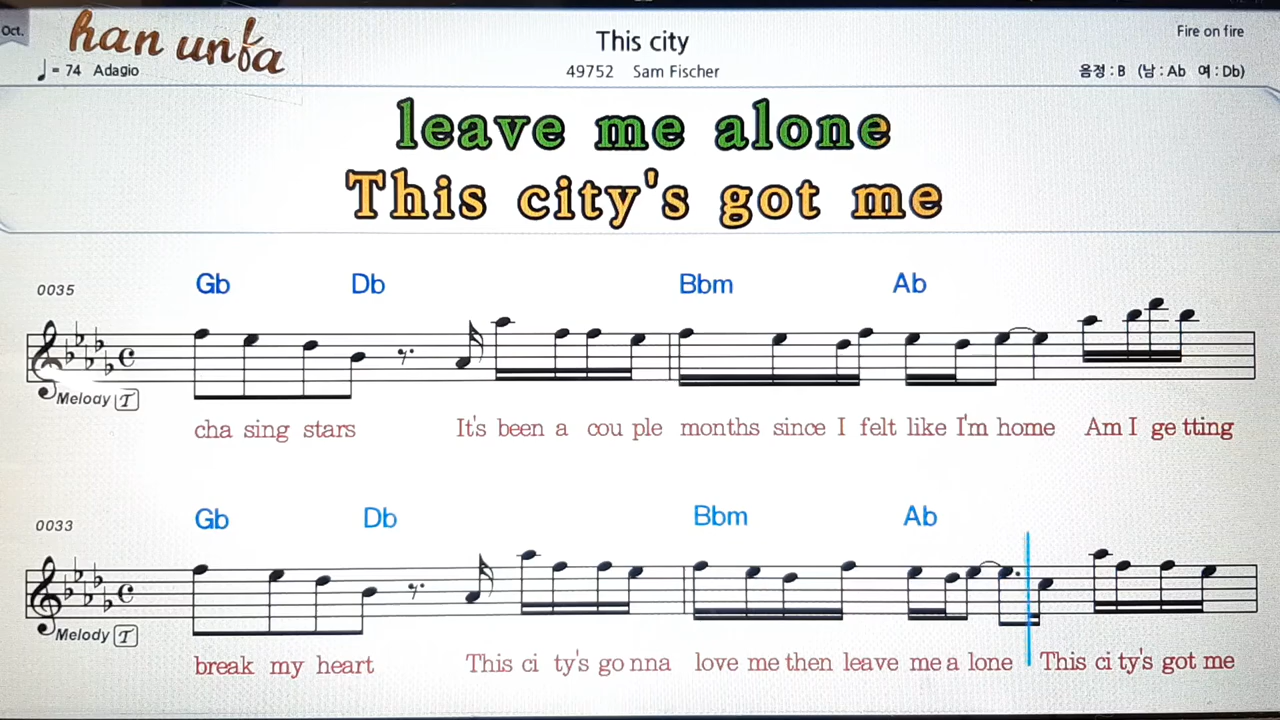 Oct.
han unfa
= 74 Adagio
This city
49752 Sam Fischer
Fire on fire
음정 : B (남 : Ab 여 : Db)
leave me alone
This city's got me
0035
Gb Db Bbm Ab
Melody T
cha sing stars It's been a cou ple months since I felt like I'm home Am I ge tting
0033
Gb Db Bbm Ab
Melody T
break my heart This ci ty's go nna love me then leave me a lone This ci ty's got me